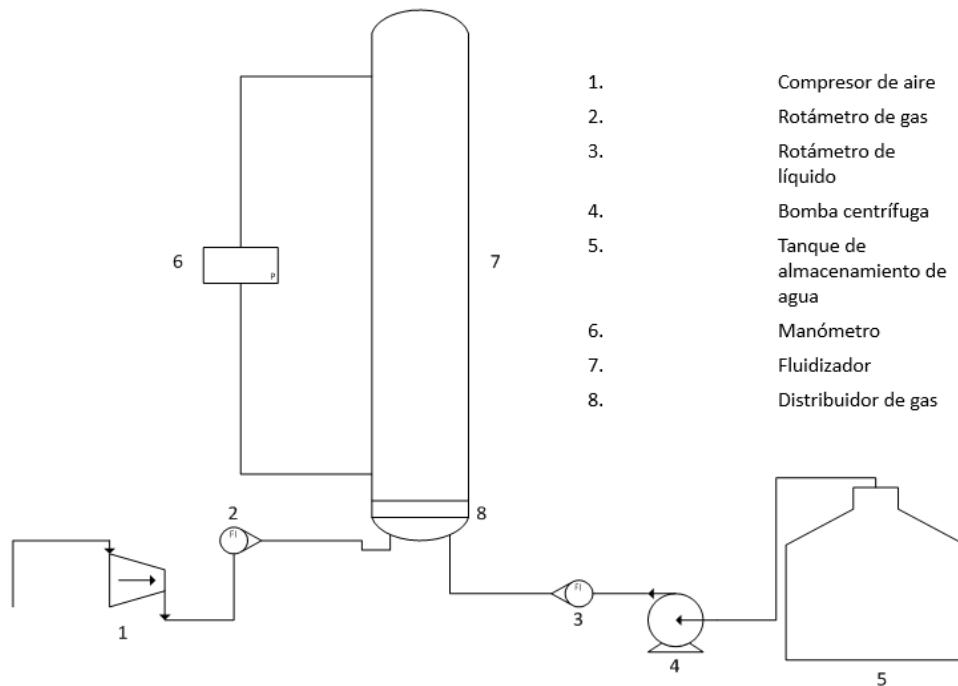 1. Compresor de aire
2. Rotámetro de gas
3. Rotámetro de
líquido
4. Bomba centrífuga
5. Tanque de
almacenamiento de
agua
6. Manómetro
7. Fluidizador
8. Distribuidor de gas
6
P
7
8
2
FI
1
FI
3
4
5